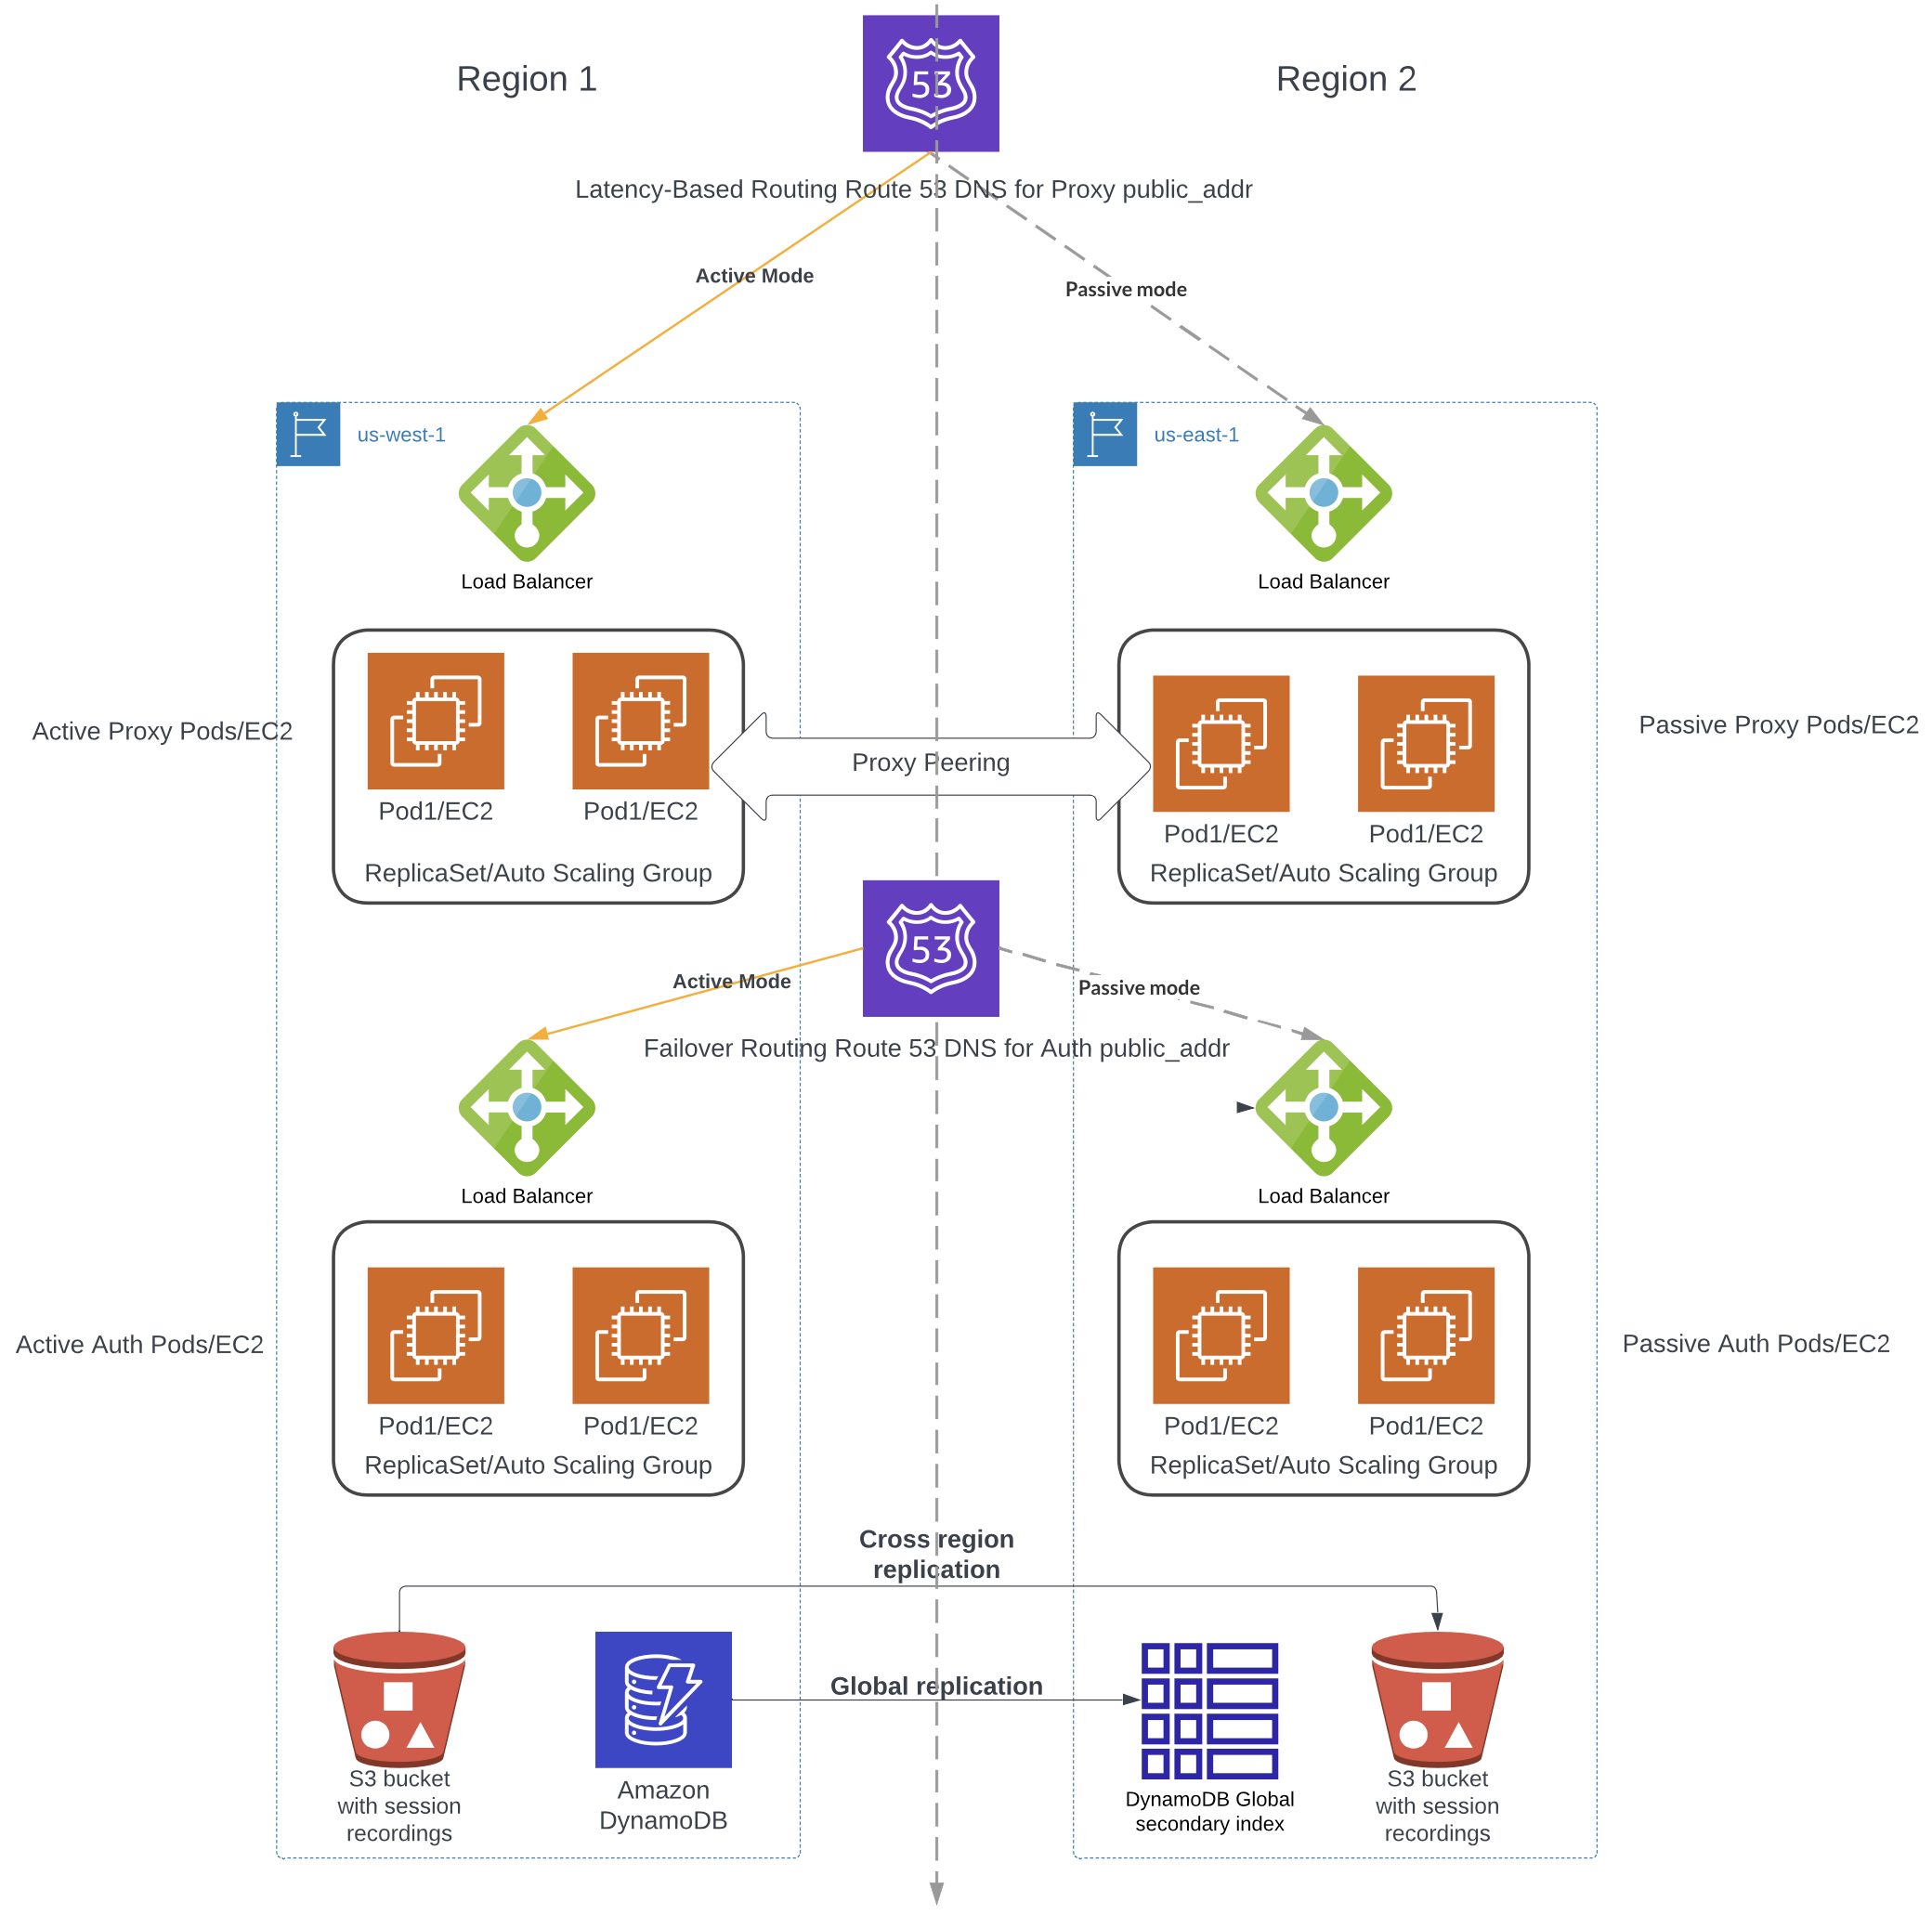 Region 1
53
Region 2
Latency-Based Routing Route 53 DNS for Proxy public_addr
Active Mode
Passive mode
us-west-1
us-east-1
Load Balancer
Load Balancer
Active Proxy Pods/EC2
Passive Proxy Pods/EC2
Proxy Peering
Pod1/EC2
Pod1/EC2
Pod1/EC2
Pod1/EC2
ReplicaSet/Auto Scaling Group
ReplicaSet/Auto Scaling Group
53
Active Mode
Passive mode
Failover Routing Route 53 DNS for Auth public_addr
Load Balancer
Load Balancer
Active Auth Pods/EC2
Passive Auth Pods/EC2
Pod1/EC2
Pod1/EC2
Pod1/EC2
Pod1/EC2
ReplicaSet/Auto Scaling Group
ReplicaSet/Auto Scaling Group
Cross region
replication
Global replication
S3 bucket
with session
recordings
Amazon
DynamoDB
DynamoDB Global
secondary index
S3 bucket
with session
recordings